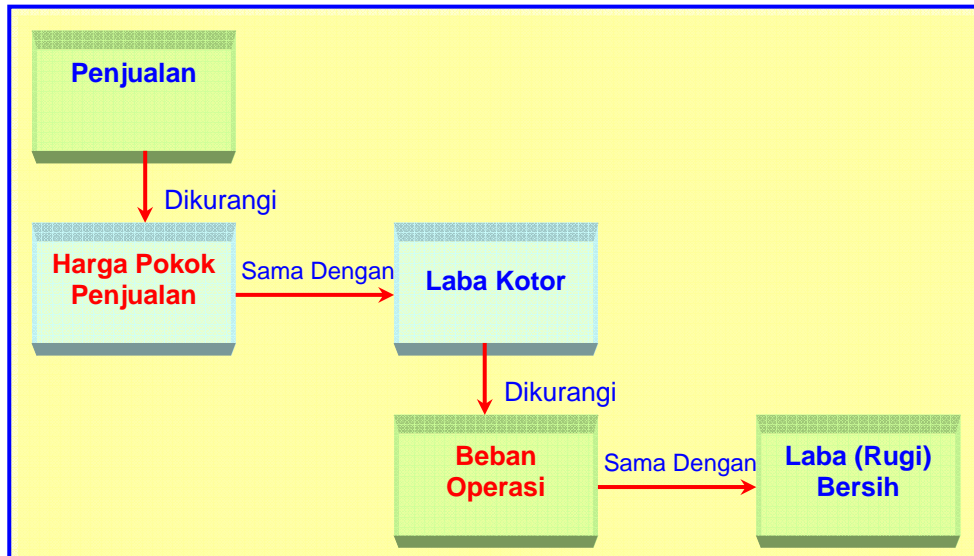 Penjualan
Dikurangi
Harga Pokok
Penjualan
Sama Dengan
Laba Kotor
Dikurangi
Beban
Operasi
Sama Dengan
Laba (Rugi)
Bersih